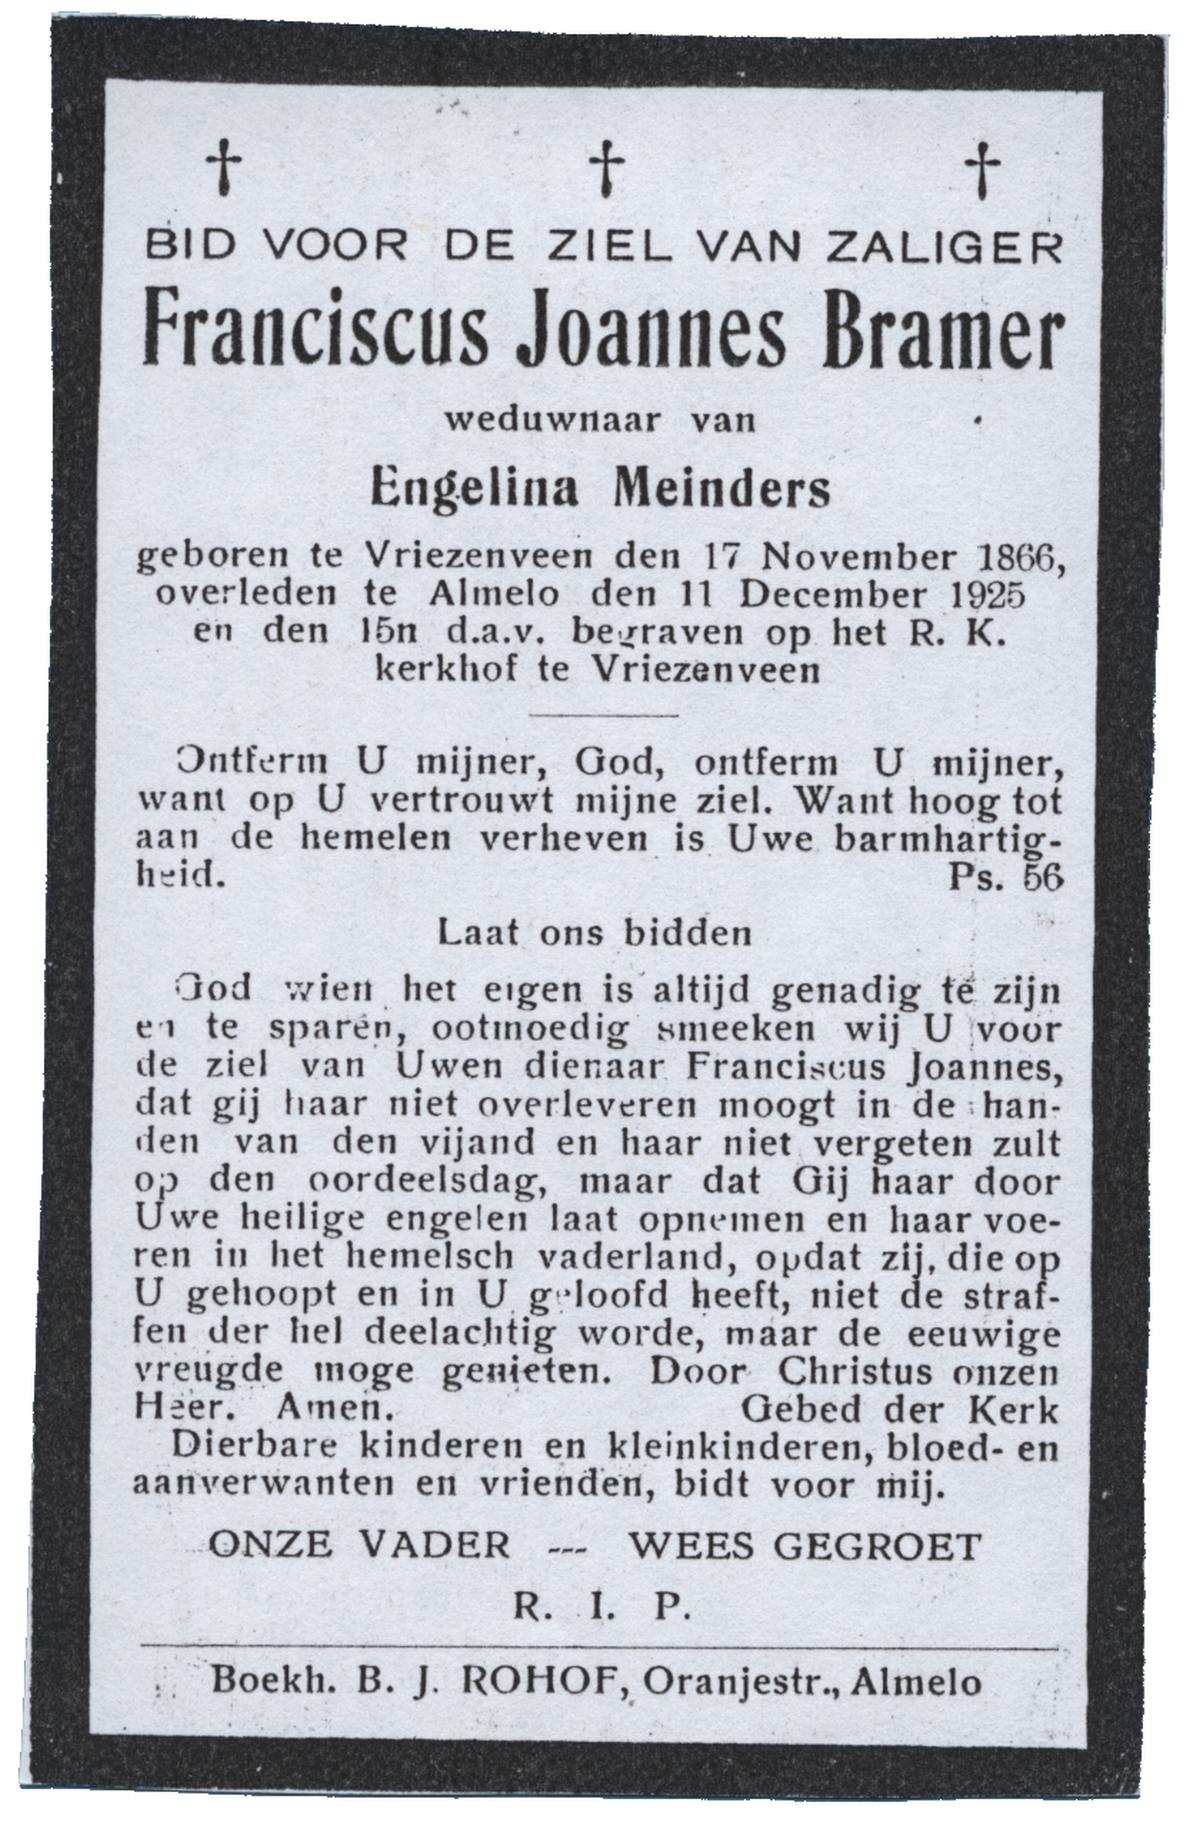 † † †
BID VOOR DE ZIEL VAN ZALIGER
Franciscus Joannes Bramer
weduwnaar van
Engelina Meinders
geboren te Vriezenveen den 17 November 1866,
overleden te Almelo den 11 December 1925
en den 15n d.a.v. begraven op het R. K.
kerkhof te Vriezenveen
Ontferm U mijner, God, ontferm U mijner,
want op U vertrouwt mijne ziel. Want hoog tot
aan de hemelen verheven is Uwe barmhartig-
heid. Ps. 56
Laat ons bidden
God wien het eigen is altijd genadig te zijn
en te sparen, ootmoedig smeeken wij U voor
de ziel van Uwen dienaar Franciscus Joannes,
dat gij haar niet overleveren moogt in de han-
den van den vijand en haar niet vergeten zult
op den oordeelsdag, maar dat Gij haar door
Uwe heilige engelen laat opnemen en haar voe-
ren in het hemelsch vaderland, opdat zij, die op
U gehoopt en in U geloofd heeft, niet de straf-
fen der hel deelachtig worde, maar de eeuwige
vreugde moge genieten. Door Christus onzen
Heer. Amen. Gebed der Kerk
Dierbare kinderen en kleinkinderen, bloed- en
aanverwanten en vrienden, bidt voor mij.
ONZE VADER --- WEES GEGROET
R. I. P.
Boekh. B. J. ROHOF, Oranjestr., Almelo